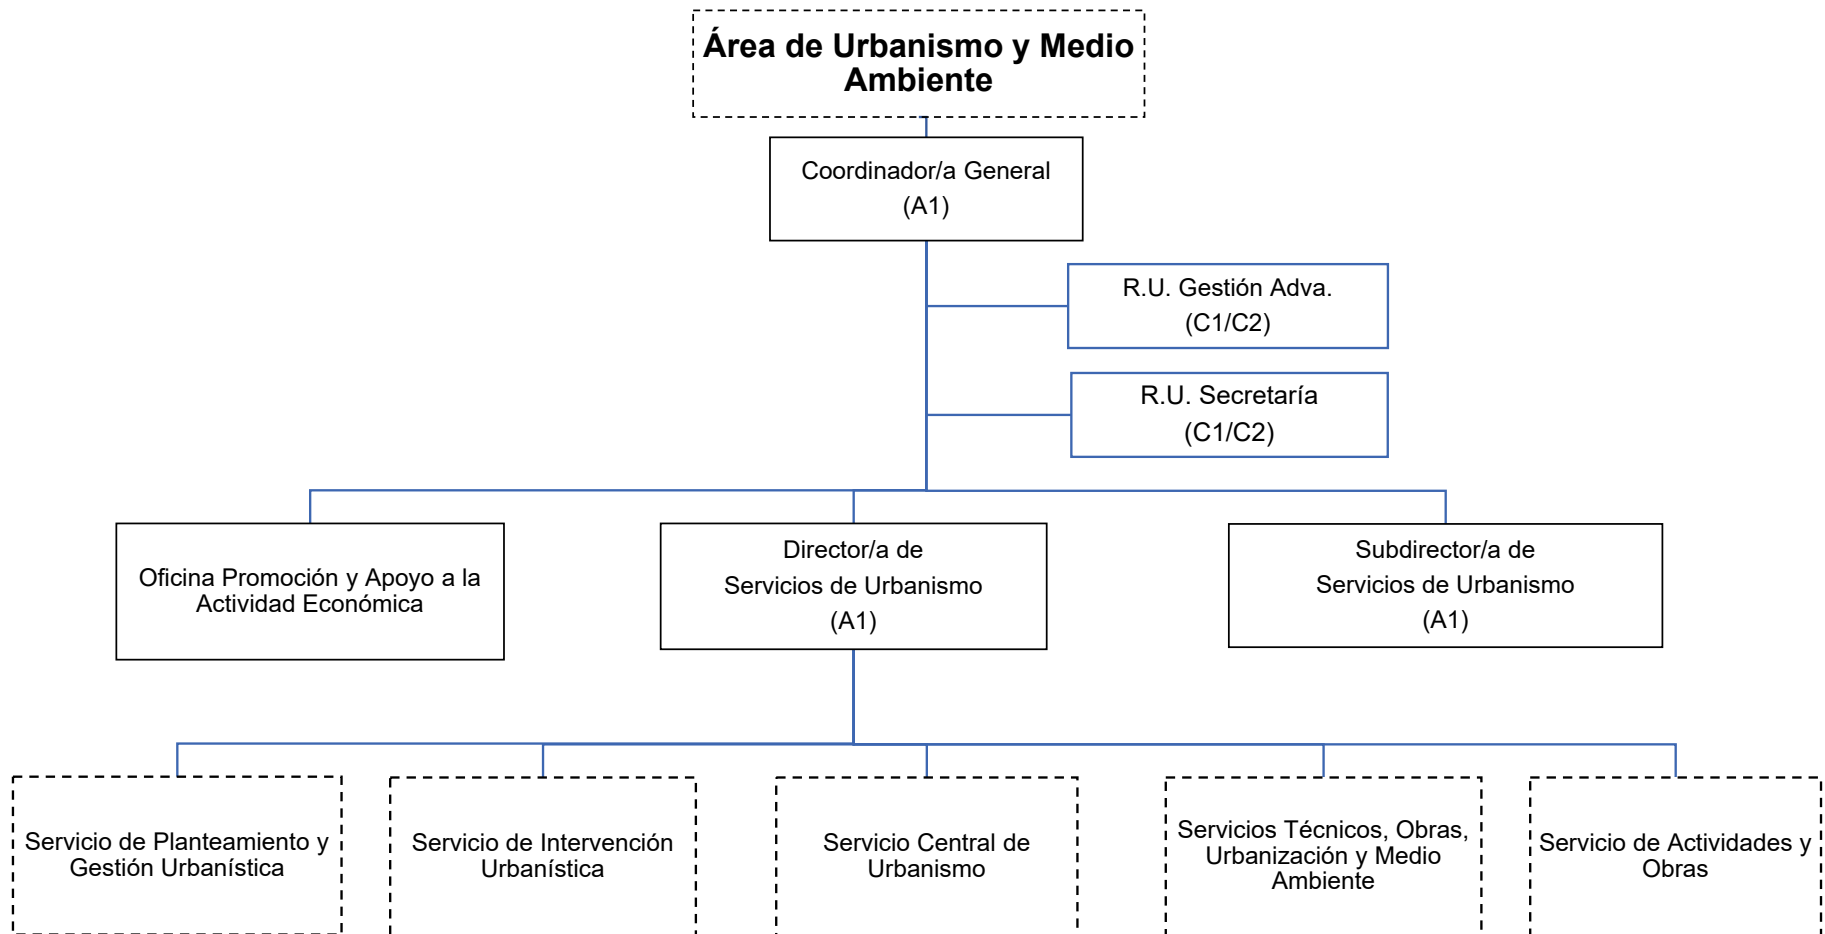 Área de Urbanismo y Medio
Ambiente
Coordinador/a General
(A1)
R.U. Gestión Adva.
(C1/C2)
R.U. Secretaría
(C1/C2)
Oficina Promoción y Apoyo a la
Actividad Económica
Director/a de
Servicios de Urbanismo
(A1)
Subdirector/a de
Servicios de Urbanismo
(A1)
Servicio de Planteamiento y
Gestión Urbanística
Servicio de Intervención
Urbanística
Servicio Central de
Urbanismo
Servicios Técnicos, Obras,
Urbanización y Medio
Ambiente
Servicio de Actividades y
Obras